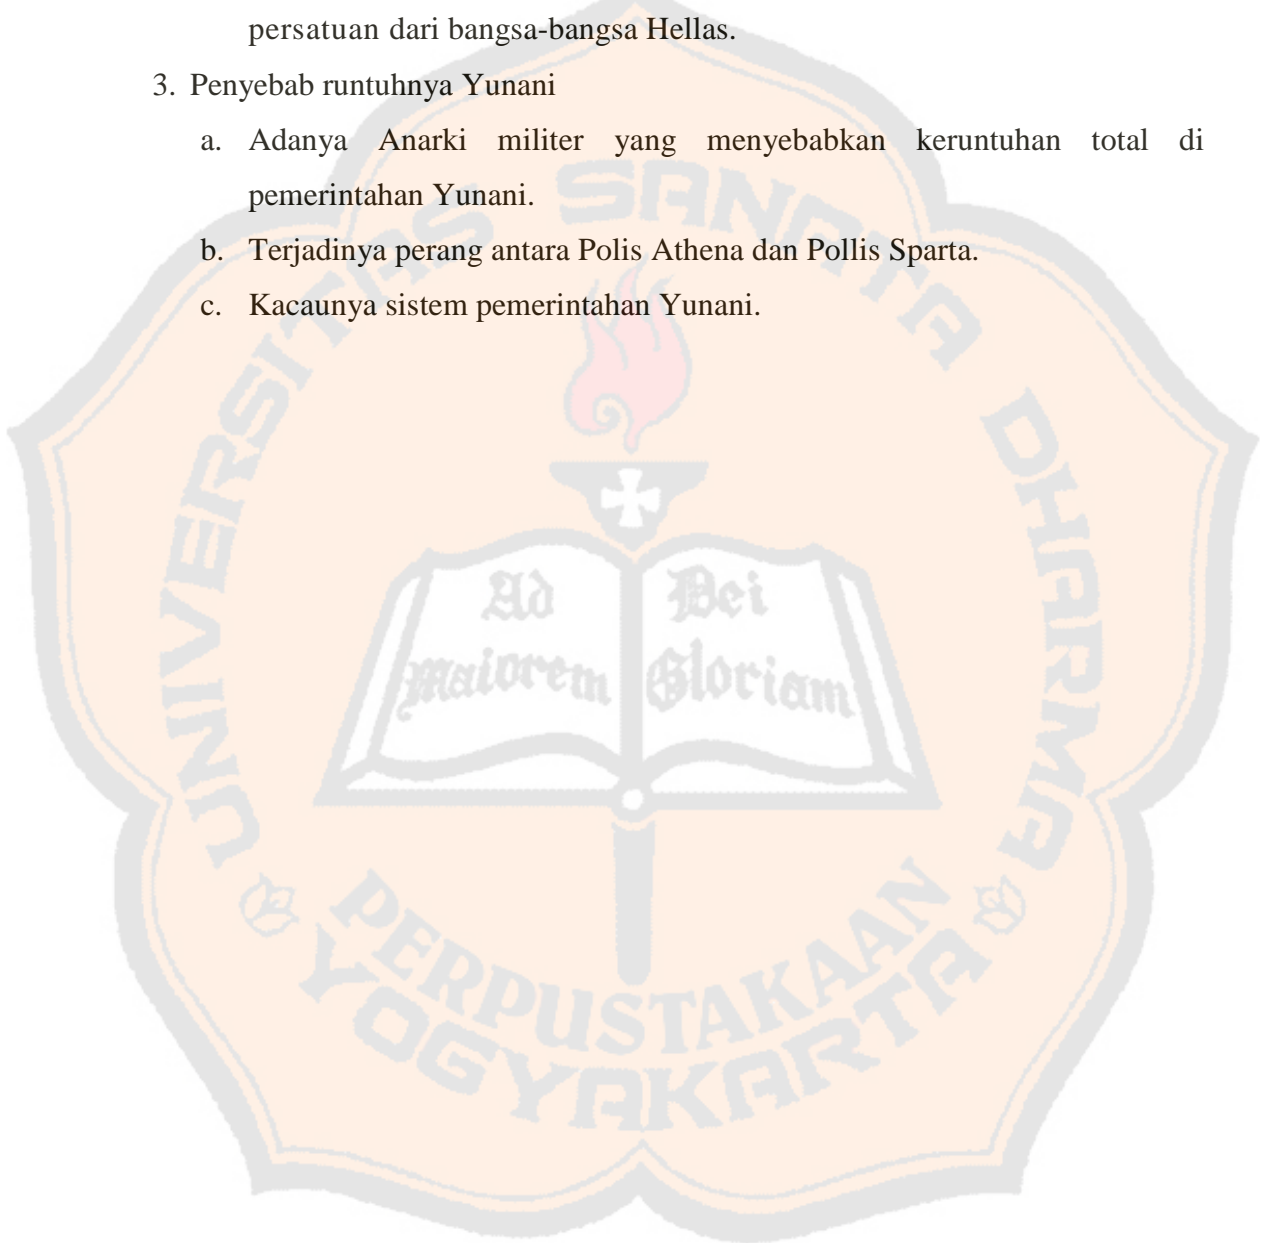 persatuan dari bangsa-bangsa Hellas.
3. Penyebab runtuhnya Yunani
a. Adanya Anarki militer yang menyebabkan keruntuhan total di
pemerintahan Yunani.
b. Terjadinya perang antara Polis Athena dan Pollis Sparta.
c. Kacaunya sistem pemerintahan Yunani.
UNIVERSITAS SANATA DHARMA
Ad Dei
Maiorem Gloriam
PERPUSTAKAAN
YOGYAKARTA